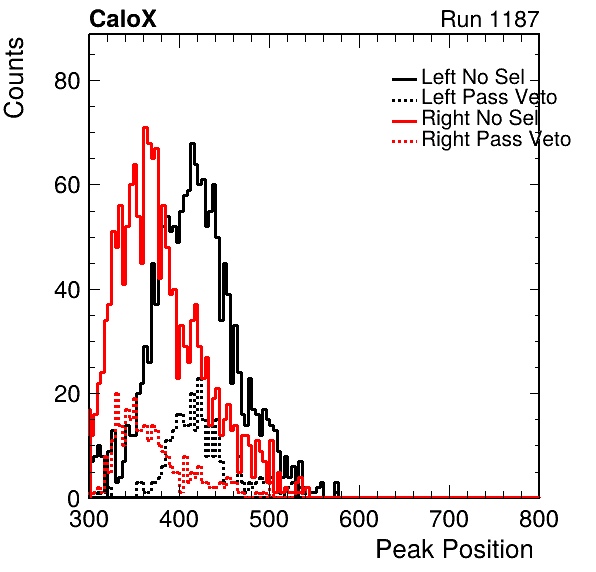 CaloX Run 1187
Counts
Left No Sel
Left Pass Veto
Right No Sel
Right Pass Veto
80
60
40
20
0
300 400 500 600 700 800
Peak Position